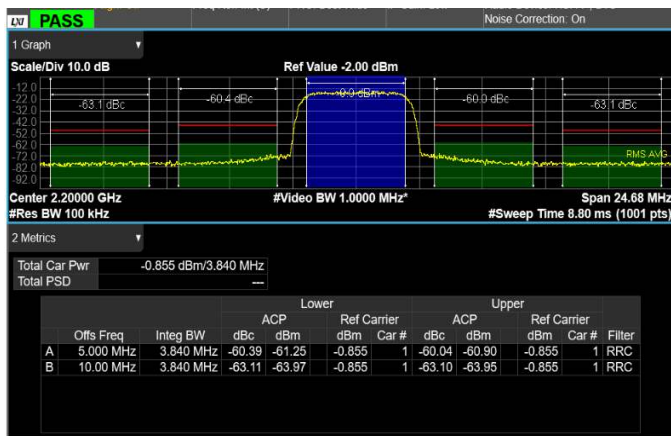 LXI PASS
Noise Correction: On
1 Graph
Scale/Div 10.0 dB Ref Value -2.00 dBm
-12.0
-22.0
-32.0
-42.0
-52.0
-62.0
-72.0
-82.0
-92.0
-63.1 dBc -60.4 dBc -60.0 dBc -63.1 dBc
RMS AVG
Center 2.20000 GHz #Video BW 1.0000 MHz* Span 24.68 MHz
#Res BW 100 kHz #Sweep Time 8.80 ms (1001 pts)
2 Metrics
Total Car Pwr -0.855 dBm/3.840 MHz
Total PSD ---
Lower Upper
ACP Ref Carrier ACP Ref Carrier
Offs Freq Integ BW dBc dBm dBm Car # dBc dBm dBm Car # Filter
A 5.000 MHz 3.840 MHz -60.39 -61.25 -0.855 1 -60.04 -60.90 -0.855 1 RRC
B 10.00 MHz 3.840 MHz -63.11 -63.97 -0.855 1 -63.10 -63.95 -0.855 1 RRC